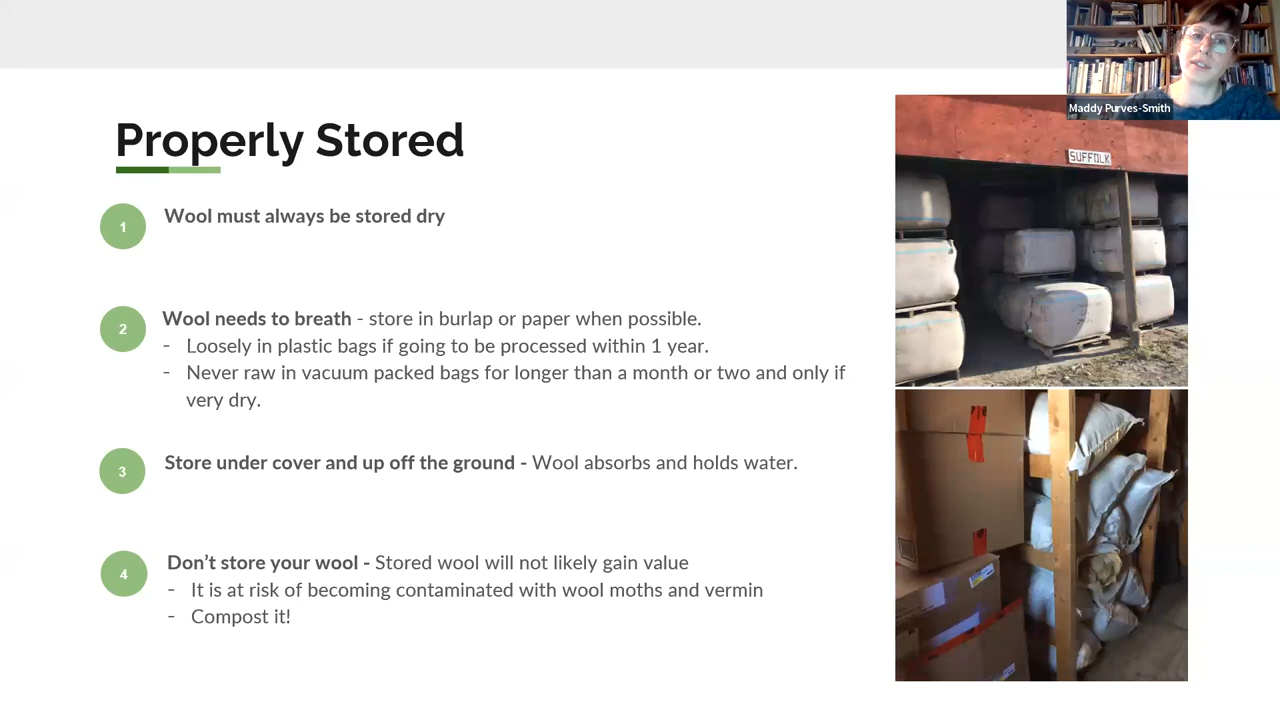 Maddy Purves-Smith
Properly Stored
SUFFOLK
1
Wool must always be stored dry
2
Wool needs to breath - store in burlap or paper when possible.
- Loosely in plastic bags if going to be processed within 1 year.
- Never raw in vacuum packed bags for longer than a month or two and only if
very dry.
3
Store under cover and up off the ground - Wool absorbs and holds water.
4
Don’t store your wool - Stored wool will not likely gain value
- It is at risk of becoming contaminated with wool moths and vermin
- Compost it!